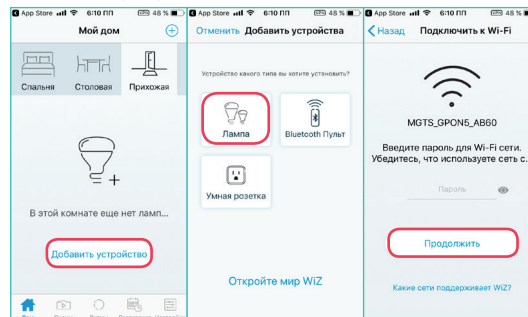 App Store 6:10 ПП VPN 48 %
Мой дом
Спальня Столовая Прихожая
В этой комнате еще нет ламп...
Добавить устройство
App Store 6:10 ПП VPN 48 %
Отменить Добавить устройства
Устройство какого типа вы хотите установить?
Лампа Bluetooth Пульт
Умная розетка
Откройте мир WiZ
App Store 6:10 ПП VPN 48 %
Назад Подключить к Wi-Fi
MGTS_GPON5_AB60
Введите пароль для Wi-Fi сети.
Убедитесь, что используете сеть с..
Пароль
Продолжить
Какие сети поддерживает WiZ?